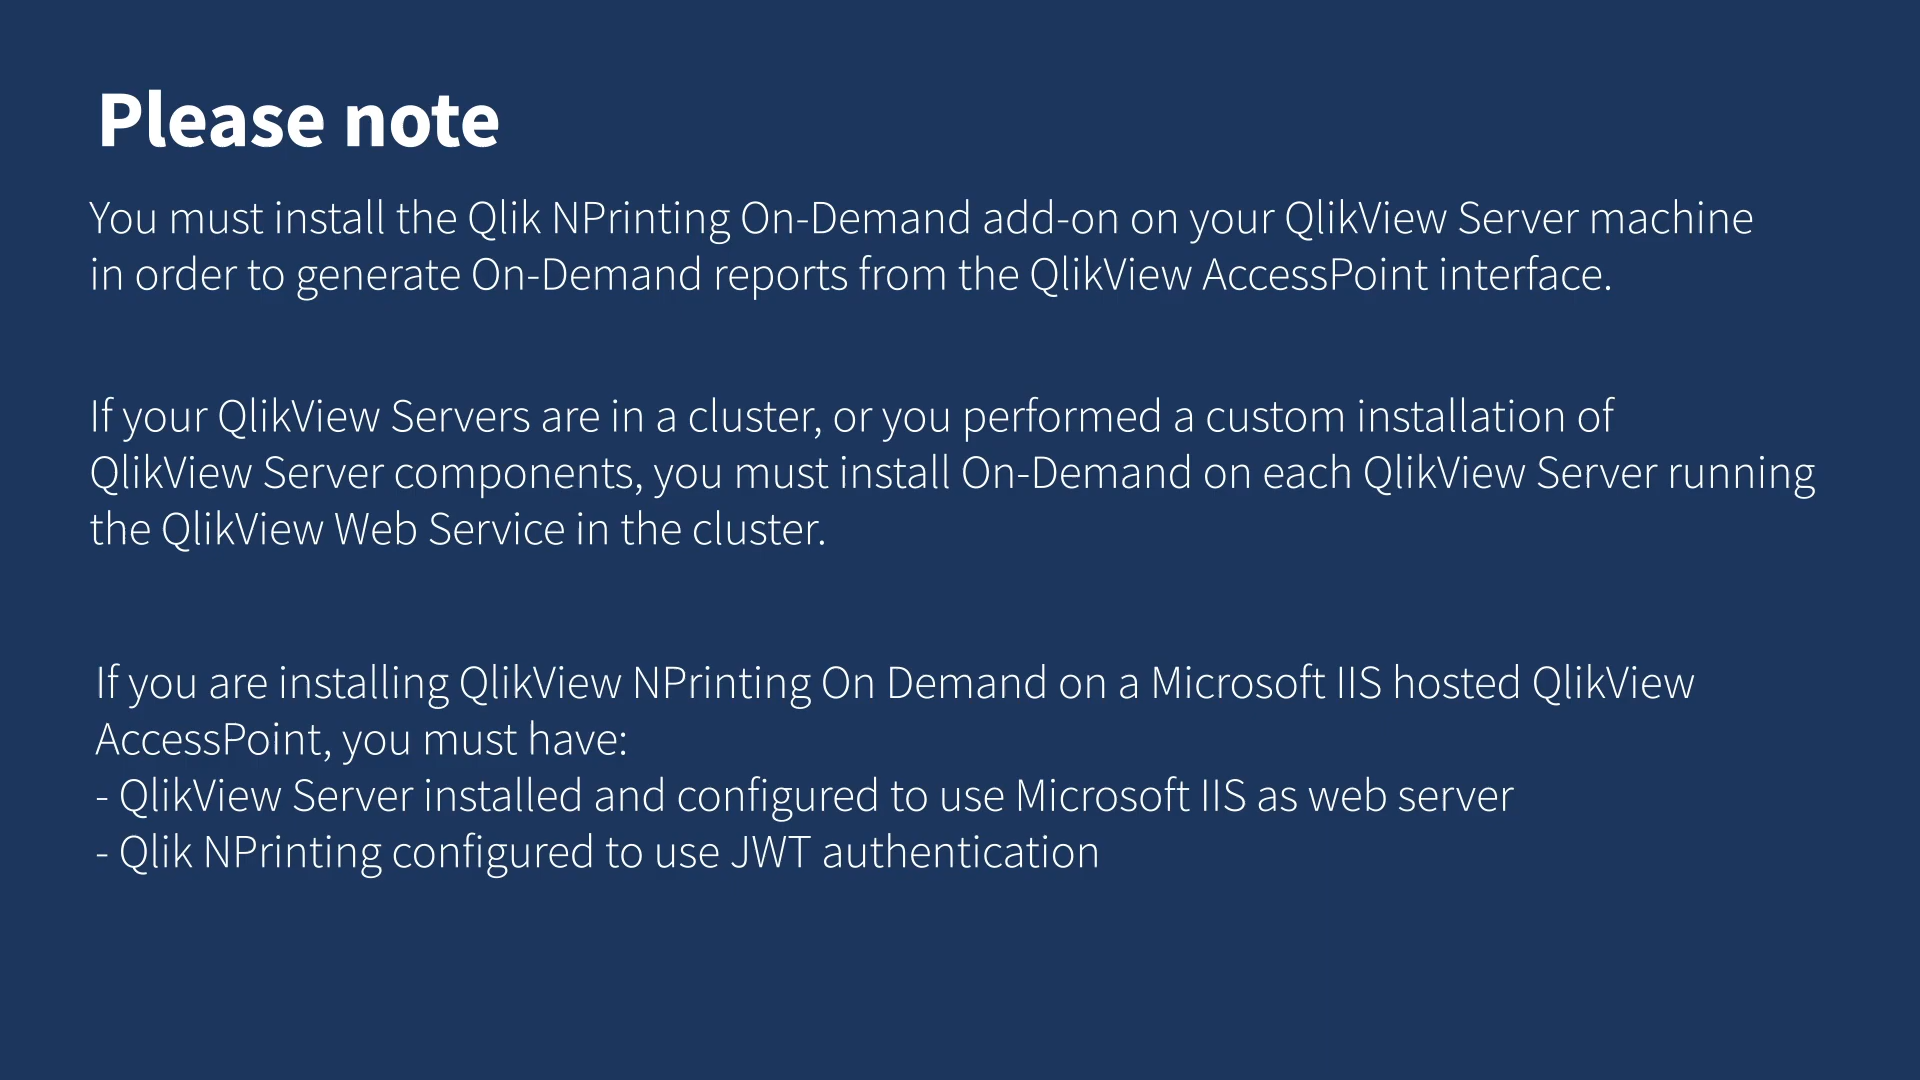 Please note
You must install the Qlik NPrinting On-Demand add-on on your QlikView Server machine
in order to generate On-Demand reports from the QlikView AccessPoint interface.
If your QlikView Servers are in a cluster, or you performed a custom installation of
QlikView Server components, you must install On-Demand on each QlikView Server running
the QlikView Web Service in the cluster.
If you are installing QlikView NPrinting On Demand on a Microsoft IIS hosted QlikView
AccessPoint, you must have:
- QlikView Server installed and configured to use Microsoft IIS as web server
- Qlik NPrinting configured to use JWT authentication